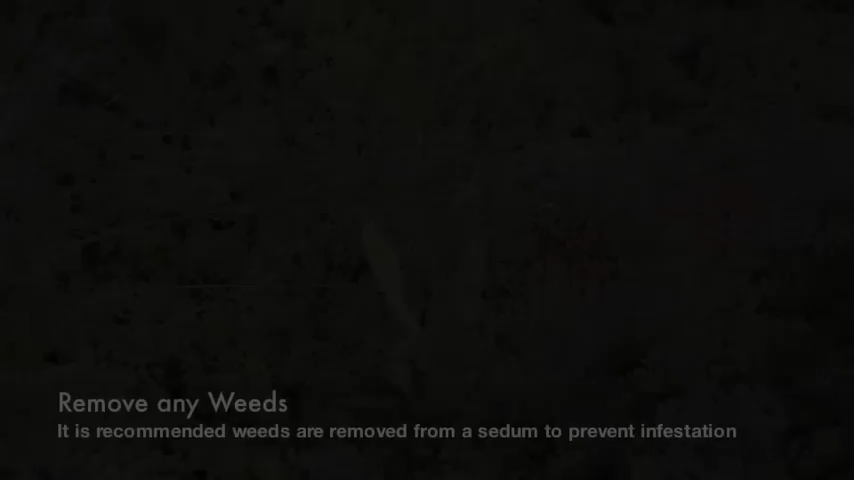 Remove any Weeds
It is recommended weeds are removed from a sedum to prevent infestation